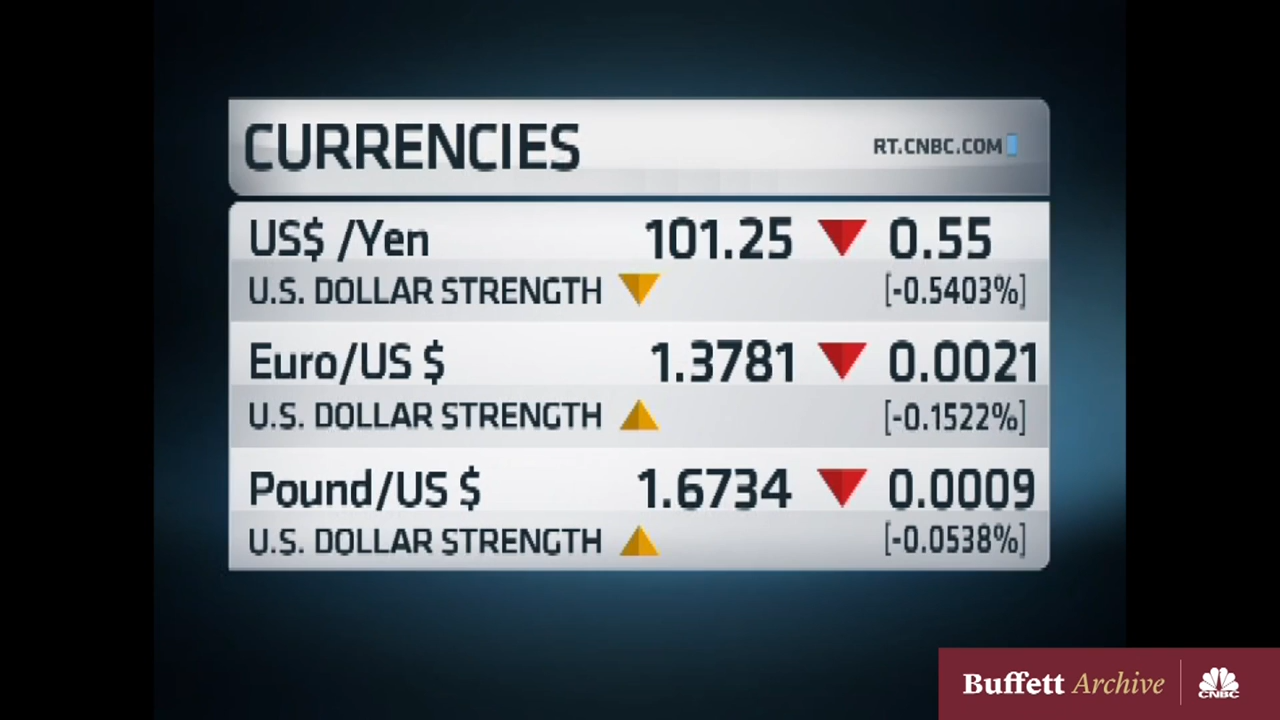 CURRENCIES
RT.CNBC.COM
US$ /Yen 101.25 0.55
U.S. DOLLAR STRENGTH [-0.5403%]
Euro/US $ 1.3781 0.0021
U.S. DOLLAR STRENGTH [-0.1522%]
Pound/US $ 1.6734 0.0009
U.S. DOLLAR STRENGTH [-0.0538%]
Buffett Archive
CNBC